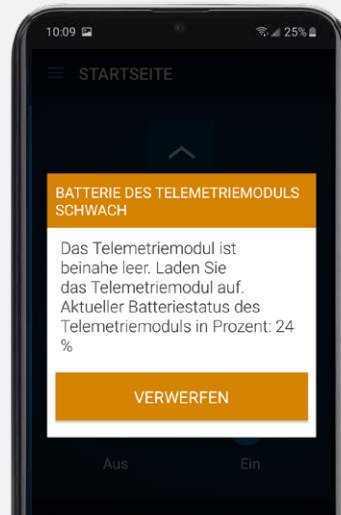 10:09 25%
STARTSEITE
BATTERIE DES TELEMETRIEMODULS
SCHWACH
Das Telemetriemodul ist
beinahe leer. Laden Sie
das Telemetriemodul auf.
Aktueller Batteriestatus des
Telemetriemoduls in Prozent: 24
%
VERWERFEN
Aus Ein